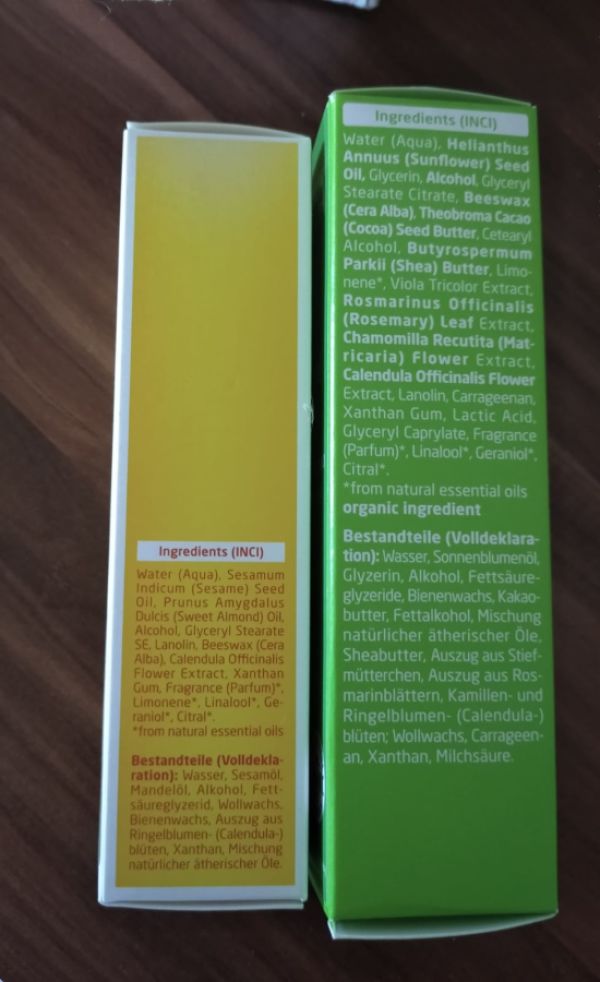 Ingredients (INCI)
Water (Aqua), Sesamum
Indicum (Sesame) Seed
Oil, Prunus Amygdalus
Dulcis (Sweet Almond) Oil,
Alcohol, Glyceryl Stearate
SE, Lanolin, Beeswax (Cera
Alba), Calendula Officinalis
Flower Extract, Xanthan
Gum, Fragrance (Parfum)*,
Limonene*, Linalool*, Ge-
raniol*, Citral*.
*from natural essential oils
Bestandteile (Volldekla-
ration): Wasser, Sesamöl,
Mandelöl, Alkohol, Fett-
säureglyzerid, Wollwachs,
Bienenwachs, Auszug aus
Ringelblumen- (Calendula-)
blüten, Xanthan, Mischung
natürlicher ätherischer Öle.
Ingredients (INCI)
Water (Aqua), Helianthus
Annuus (Sunflower) Seed
Oil, Glycerin, Alcohol, Glyceryl
Stearate Citrate, Beeswax
(Cera Alba), Theobroma Cacao
(Cocoa) Seed Butter, Cetearyl
Alcohol, Butyrospermum
Parkii (Shea) Butter, Limo-
nene*, Viola Tricolor Extract,
Rosmarinus Officinalis
(Rosemary) Leaf Extract,
Chamomilla Recutita (Mat-
ricaria) Flower Extract,
Calendula Officinalis Flower
Extract, Lanolin, Carrageenan,
Xanthan Gum, Lactic Acid,
Glyceryl Caprylate, Fragrance
(Parfum)*, Linalool*, Geraniol*,
Citral*.
*from natural essential oils
organic ingredient
Bestandteile (Volldeklara-
tion): Wasser, Sonnenblumenöl,
Glyzerin, Alkohol, Fettsäure-
glyzeride, Bienenwachs, Kakao-
butter, Fettalkohol, Mischung
natürlicher ätherischer Öle,
Sheabutter, Auszug aus Stief-
mütterchen, Auszug aus Ros-
marinblättern, Kamillen- und
Ringelblumen- (Calendula-)
blüten; Wollwachs, Carrageen-
an, Xanthan, Milchsäure.